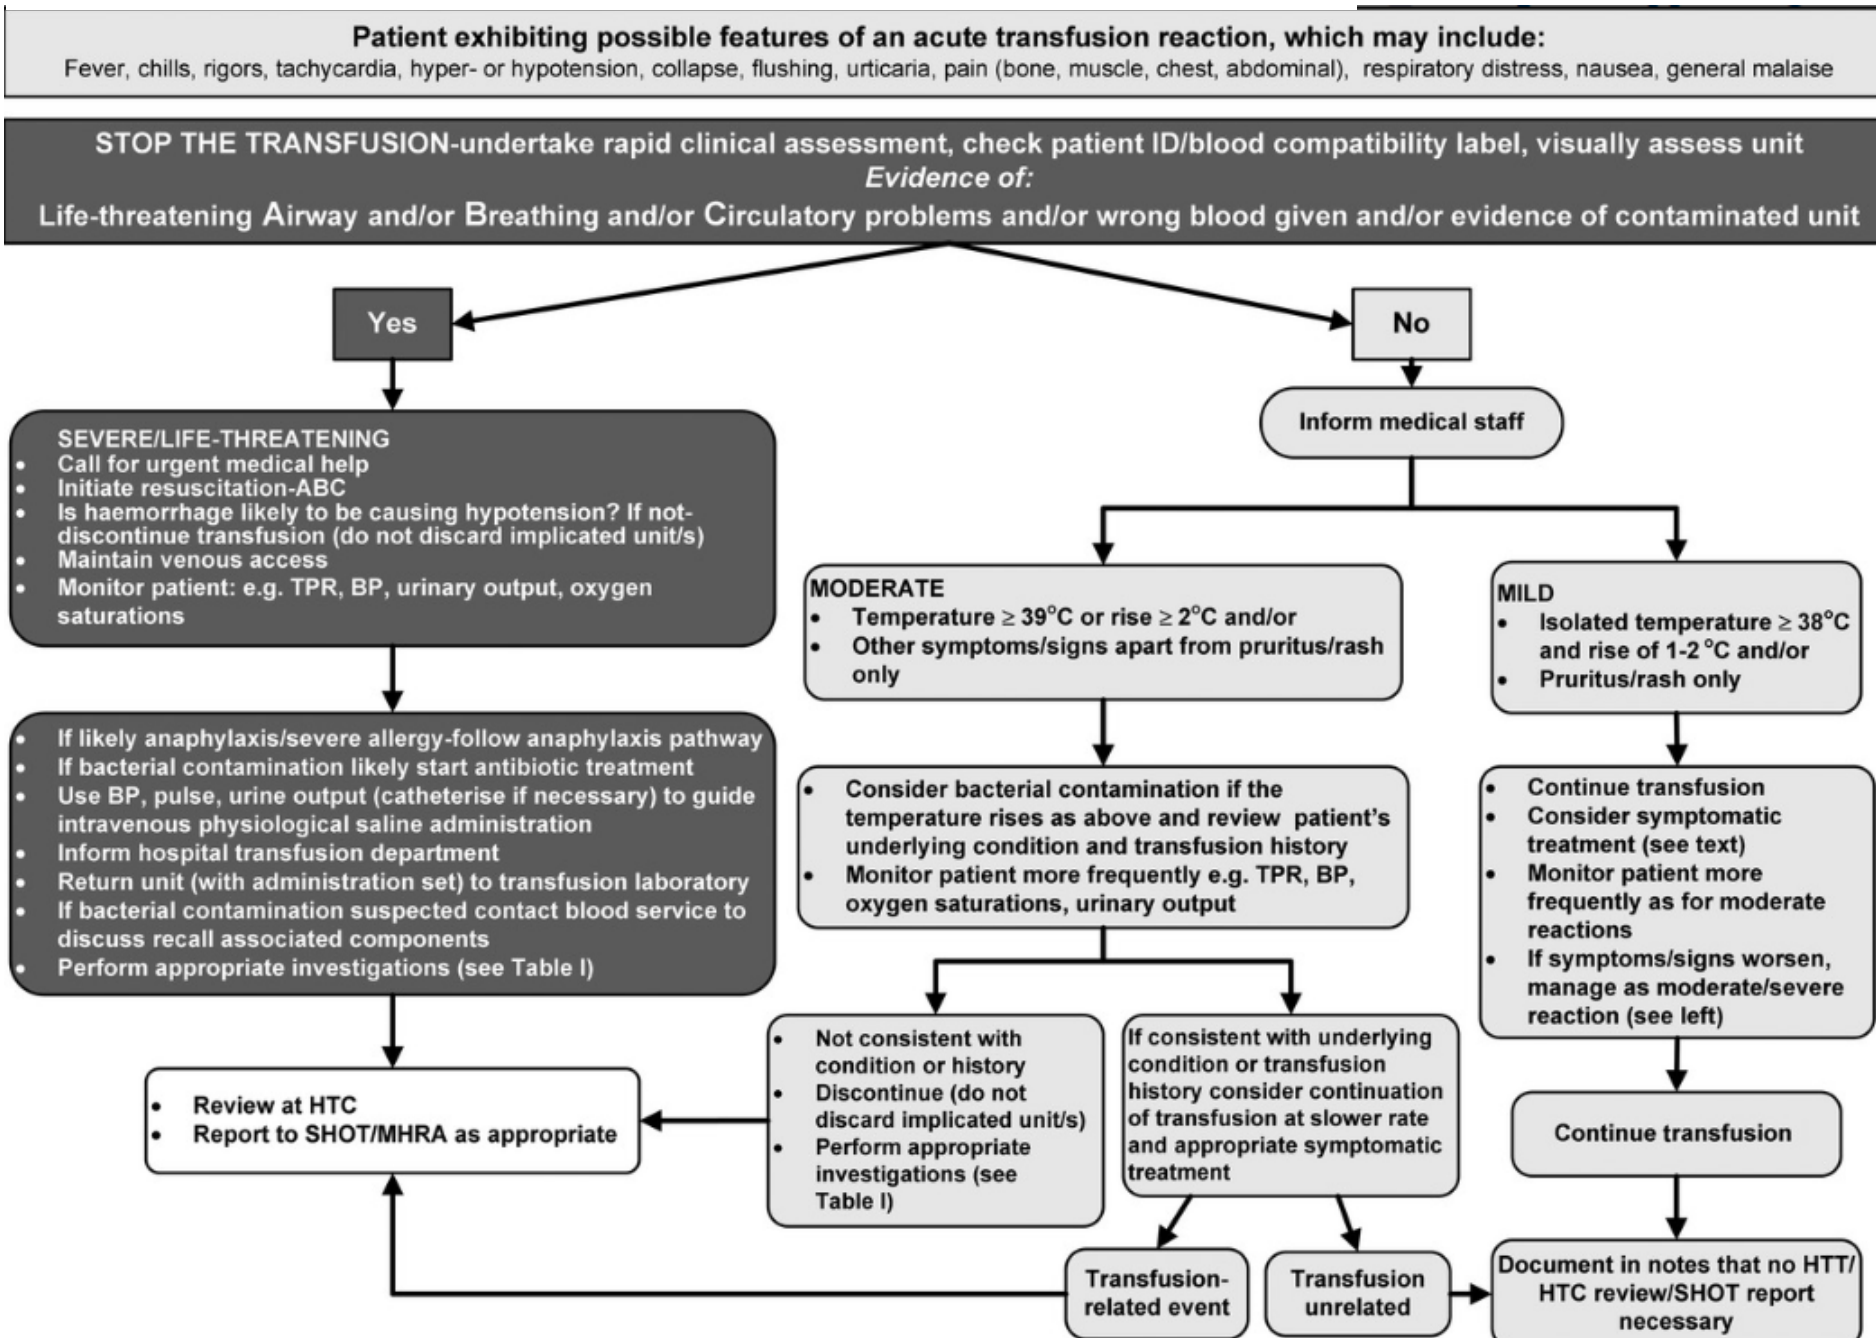 Patient exhibiting possible features of an acute transfusion reaction, which may include:
Fever, chills, rigors, tachycardia, hyper- or hypotension, collapse, flushing, urticaria, pain (bone, muscle, chest, abdominal), respiratory distress, nausea, general malaise
STOP THE TRANSFUSION-undertake rapid clinical assessment, check patient ID/blood compatibility label, visually assess unit
Evidence of:
Life-threatening Airway and/or Breathing and/or Circulatory problems and/or wrong blood given and/or evidence of contaminated unit
Yes
No
Inform medical staff
SEVERE/LIFE-THREATENING
• Call for urgent medical help
• Initiate resuscitation-ABC
• Is haemorrhage likely to be causing hypotension? If not-
discontinue transfusion (do not discard implicated unit/s)
• Maintain venous access
• Monitor patient: e.g. TPR, BP, urinary output, oxygen
saturations
MODERATE
• Temperature ≥ 39°C or rise ≥ 2°C and/or
• Other symptoms/signs apart from pruritus/rash
only
MILD
• Isolated temperature ≥ 38°C
and rise of 1-2 °C and/or
• Pruritus/rash only
• If likely anaphylaxis/severe allergy-follow anaphylaxis pathway
• If bacterial contamination likely start antibiotic treatment
• Use BP, pulse, urine output (catheterise if necessary) to guide
intravenous physiological saline administration
• Inform hospital transfusion department
• Return unit (with administration set) to transfusion laboratory
• If bacterial contamination suspected contact blood service to
discuss recall associated components
• Perform appropriate investigations (see Table I)
• Consider bacterial contamination if the
temperature rises as above and review patient's
underlying condition and transfusion history
• Monitor patient more frequently e.g. TPR, BP,
oxygen saturations, urinary output
• Continue transfusion
• Consider symptomatic
treatment (see text)
• Monitor patient more
frequently as for moderate
reactions
• If symptoms/signs worsen,
manage as moderate/severe
reaction (see left)
• Review at HTC
• Report to SHOT/MHRA as appropriate
• Not consistent with
condition or history
• Discontinue (do not
discard implicated unit/s)
• Perform appropriate
investigations (see
Table I)
If consistent with underlying
condition or transfusion
history consider continuation
of transfusion at slower rate
and appropriate symptomatic
treatment
Continue transfusion
Transfusion-
related event
Transfusion
unrelated
Document in notes that no HTT/
HTC review/SHOT report
necessary